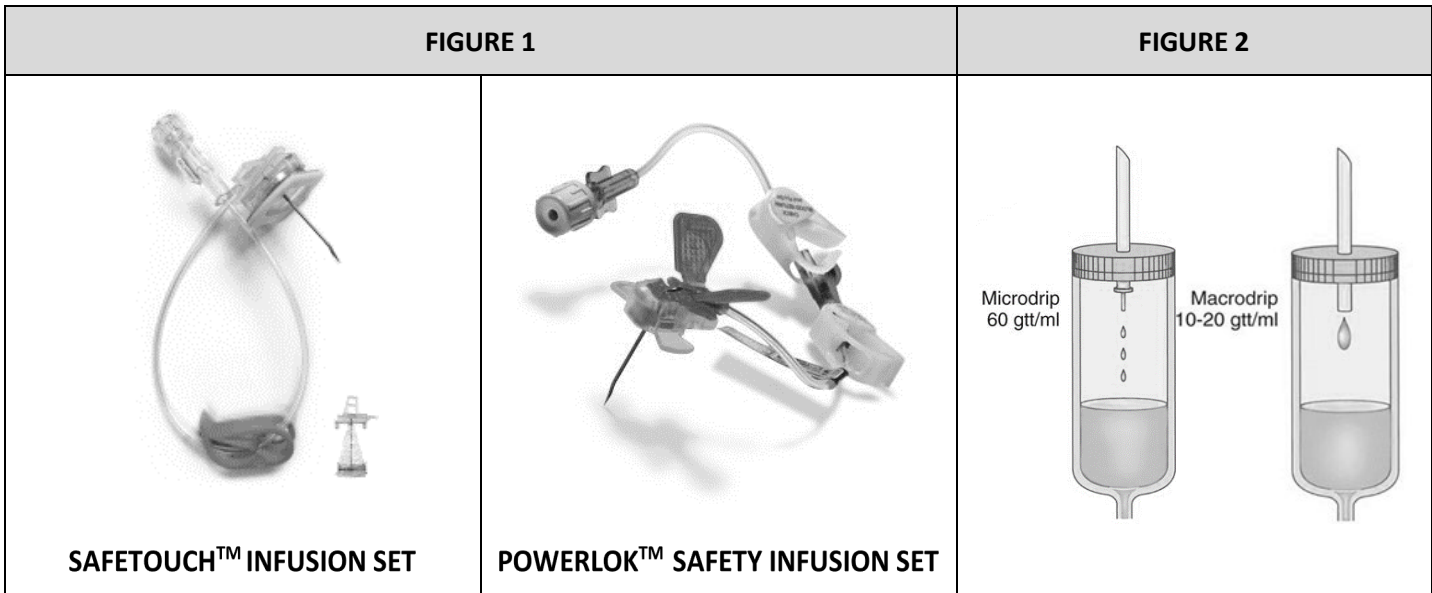 FIGURE 1
FIGURE 2
SAFETOUCH™ INFUSION SET
POWERLOK™ SAFETY INFUSION SET
Microdrip
60 gtt/ml
Macrodrip
10-20 gtt/ml